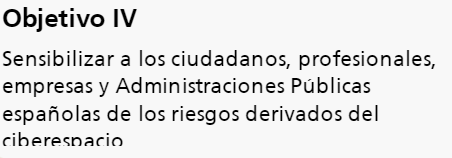 Objetivo IV
Sensibilizar a los ciudadanos, profesionales,
empresas y Administraciones Públicas
españolas de los riesgos derivados del
ciberespacio